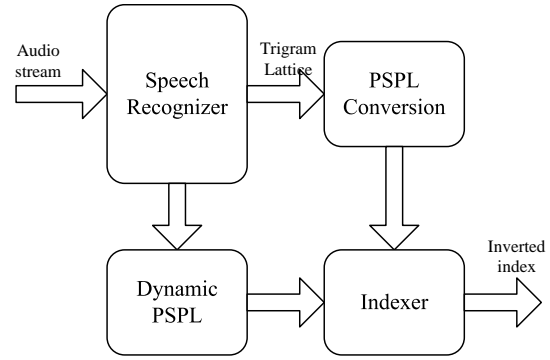 Audio
stream
Speech
Recognizer
Trigram
Lattice
PSPL
Conversion
Dynamic
PSPL
Indexer
Inverted
index